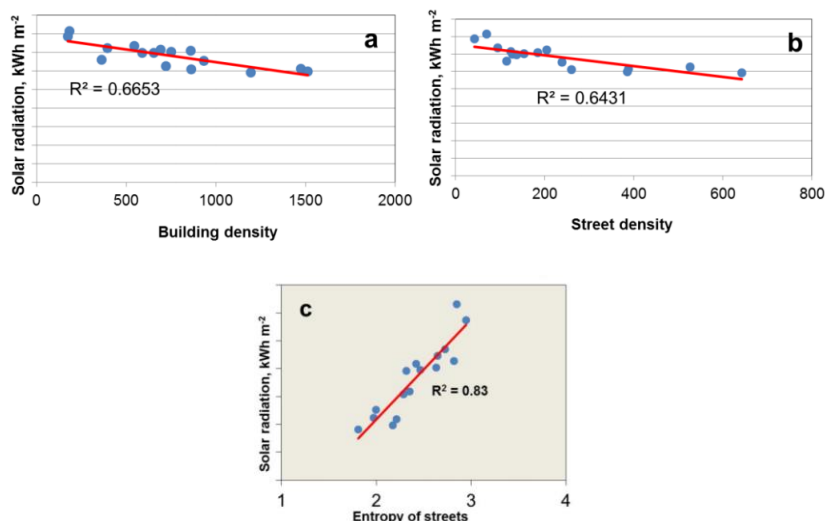 Solar radiation, kWh m⁻²
a
R² = 0.6653
0 500 1000 1500 2000
Building density
Solar radiation, kWh m⁻²
b
R² = 0.6431
0 200 400 600 800
Street density
Solar radiation, kWh m⁻²
c
R² = 0.83
1 2 3 4
Entropy of streets